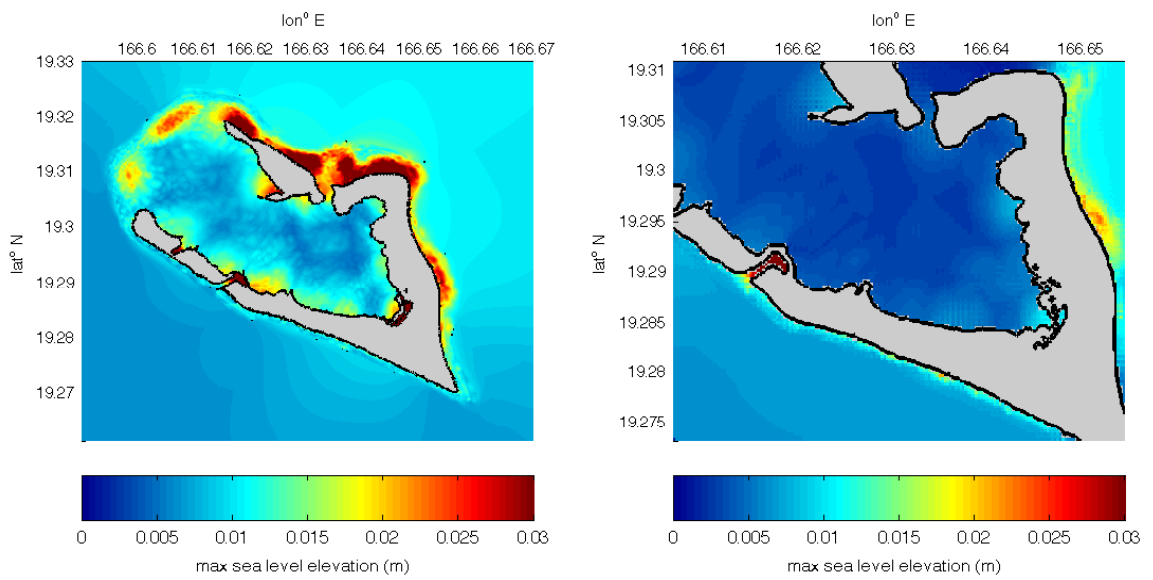 lon° E
166.6 166.61 166.62 166.63 166.64 166.65 166.66 166.67
19.33
19.32
19.31
19.3
19.29
19.28
19.27
lat° N
0 0.005 0.01 0.015 0.02 0.025 0.03
max sea level elevation (m)
lon° E
166.61 166.62 166.63 166.64 166.65
19.31
19.305
19.3
19.295
19.29
19.285
19.28
19.275
lat° N
0 0.005 0.01 0.015 0.02 0.025 0.03
max sea level elevation (m)